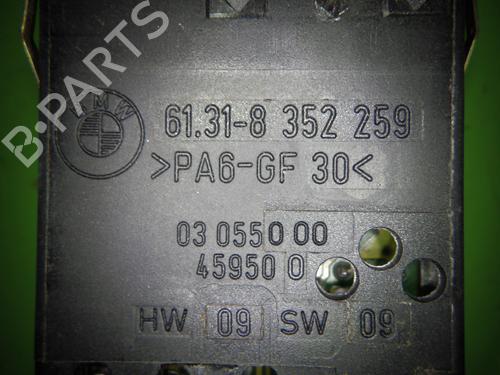 B-PARTS
BMW
61.31-8 352 259
>PA6-GF 30<
03 0550 00
45950 0
HW 09 SW 09